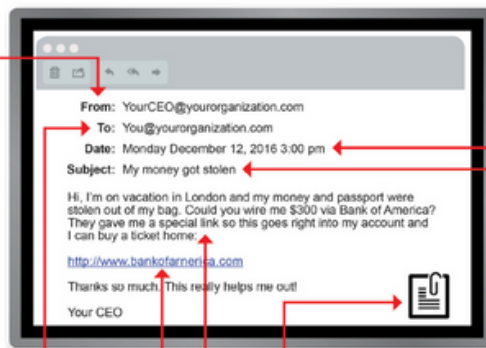 From: YourCEO@yourorganization.com
To: You@yourorganization.com
Date: Monday December 12, 2016 3:00 pm
Subject: My money got stolen
Hi, I'm on vacation in London and my money and passport were
stolen out of my bag. Could you wire me $300 via Bank of America?
They gave me a special link so this goes right into my account and
I can buy a ticket home:
http://www.bankofarnerica.com
Thanks so much. This really helps me out!
Your CEO